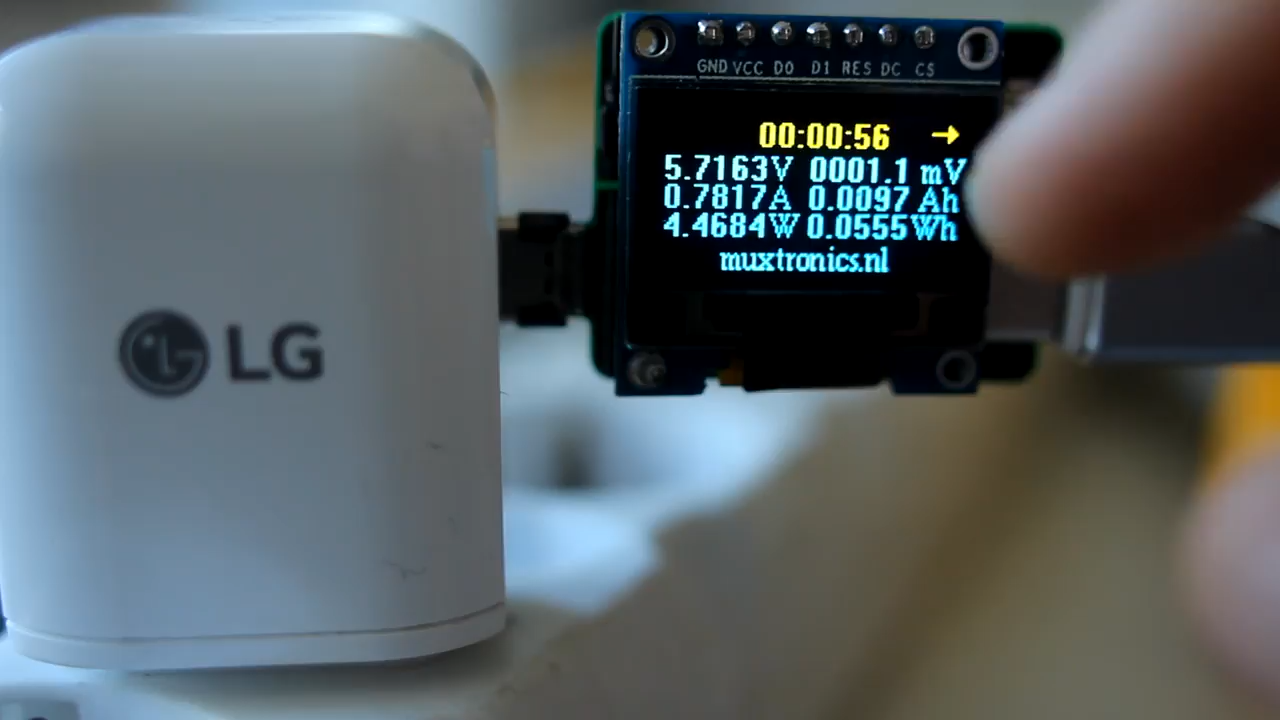 LG
GND VCC D0 D1 RES DC CS
00:00:56 →
5.7163V 0001.1 mV
0.7817A 0.0097 Ah
4.4684W 0.0555Wh
muxtronics.nl